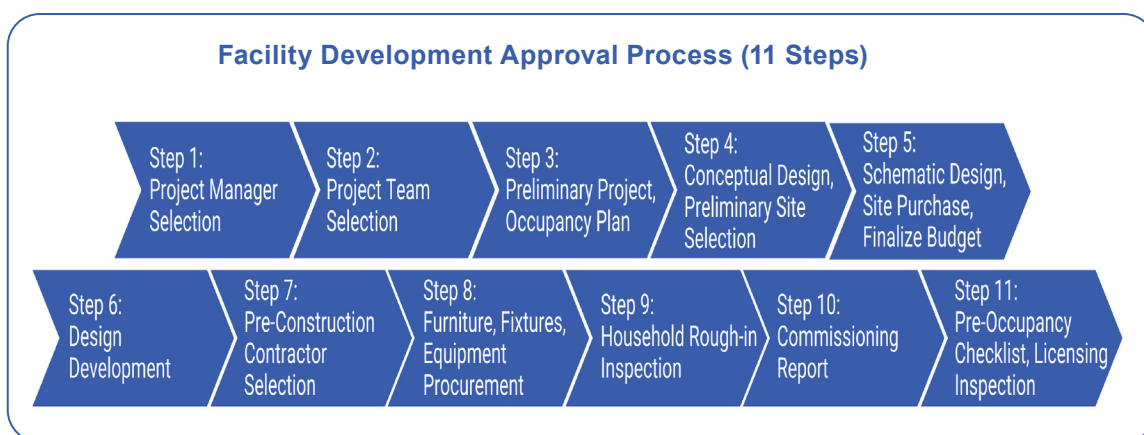 Facility Development Approval Process (11 Steps)
Step 1:
Project Manager
Selection
Step 2:
Project Team
Selection
Step 3:
Preliminary Project,
Occupancy Plan
Step 4:
Conceptual Design,
Preliminary Site
Selection
Step 5:
Schematic Design,
Site Purchase,
Finalize Budget
Step 6:
Design
Development
Step 7:
Pre-Construction
Contractor
Selection
Step 8:
Furniture, Fixtures,
Equipment
Procurement
Step 9:
Household Rough-in
Inspection
Step 10:
Commissioning
Report
Step 11:
Pre-Occupancy
Checklist, Licensing
Inspection